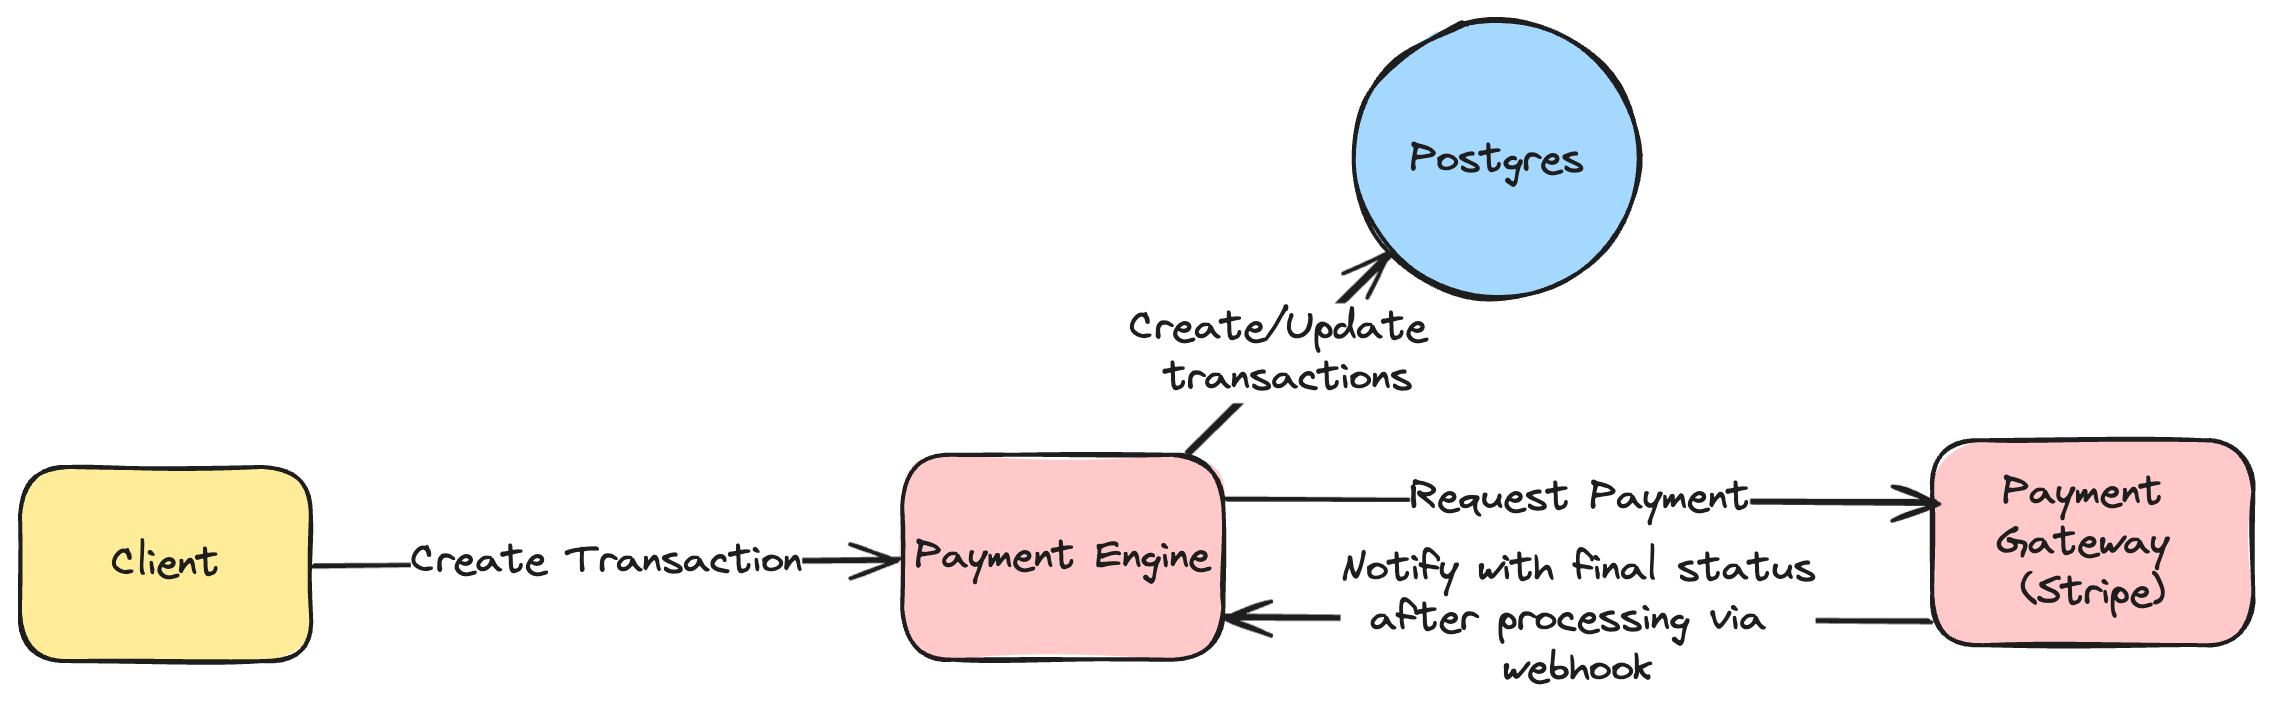 Postgres
Create/Update
transactions
Client
Create Transaction
Payment Engine
Request Payment
Notify with final status
after processing via
webhook
Payment
Gateway
(Stripe)